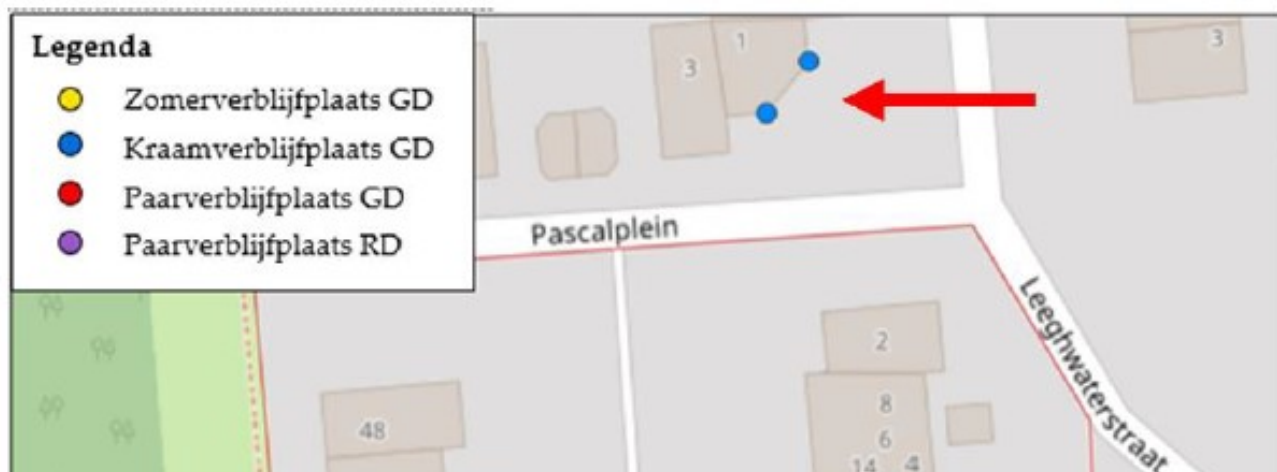 Legenda
Zomerverblijfplaats GD
Kraamverblijfplaats GD
Paarverblijfplaats GD
Paarverblijfplaats RD
1
3
3
Pascalplein
Leeghwaterstraat
2
8
48
6
14
4